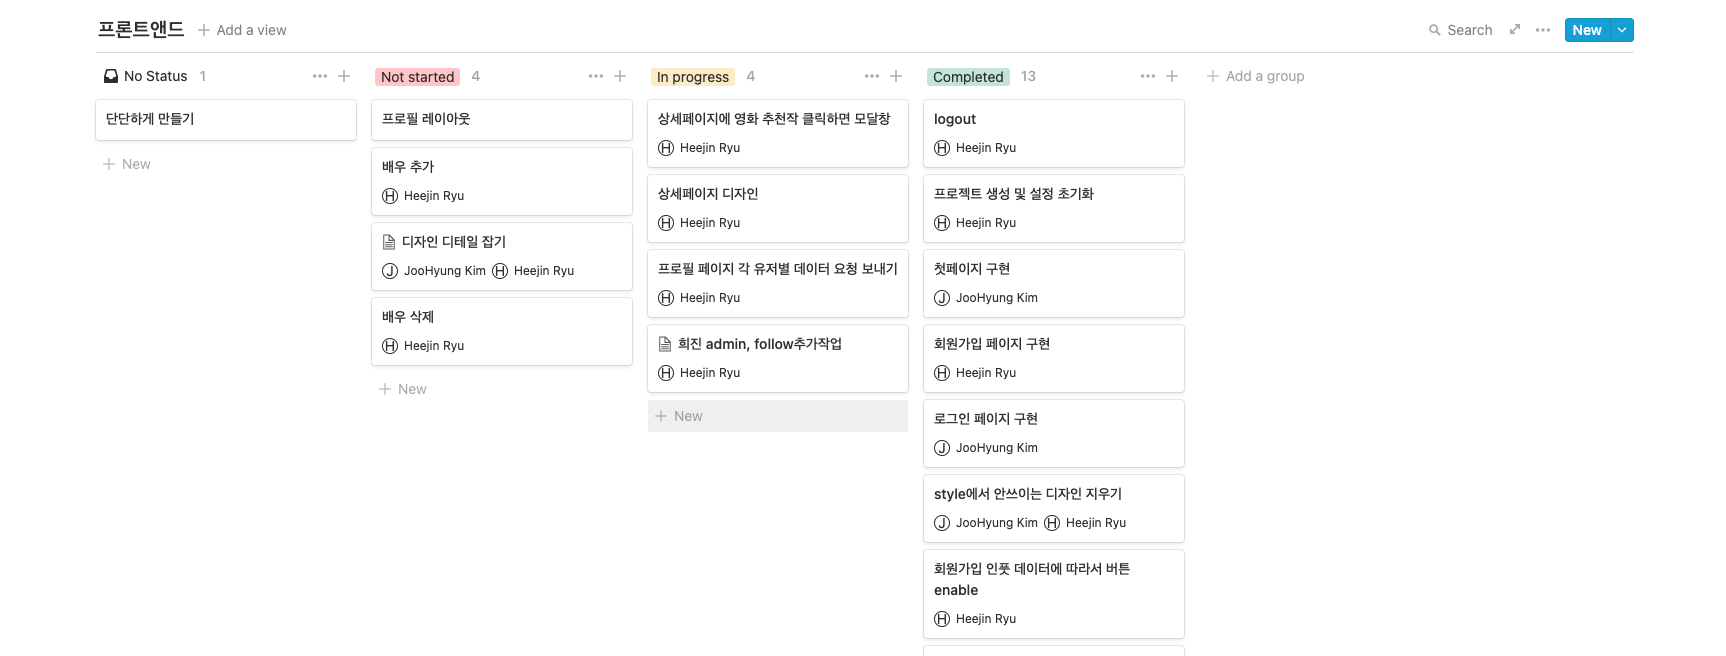 프론트앤드
Add a view
Search
New
No Status 1
단단하게 만들기
New
Not started 4
프로필 레이아웃
배우 추가
H Heejin Ryu
디자인 디테일 잡기
J JooHyung Kim H Heejin Ryu
배우 삭제
H Heejin Ryu
New
In progress 4
상세페이지에 영화 추천작 클릭하면 모달창
H Heejin Ryu
상세페이지 디자인
H Heejin Ryu
프로필 페이지 각 유저별 데이터 요청 보내기
H Heejin Ryu
희진 admin, follow추가작업
H Heejin Ryu
New
Completed 13
logout
H Heejin Ryu
프로젝트 생성 및 설정 초기화
H Heejin Ryu
첫페이지 구현
J JooHyung Kim
회원가입 페이지 구현
H Heejin Ryu
로그인 페이지 구현
J JooHyung Kim
style에서 안쓰이는 디자인 지우기
J JooHyung Kim H Heejin Ryu
회원가입 인풋 데이터에 따라서 버튼
enable
H Heejin Ryu
Add a group